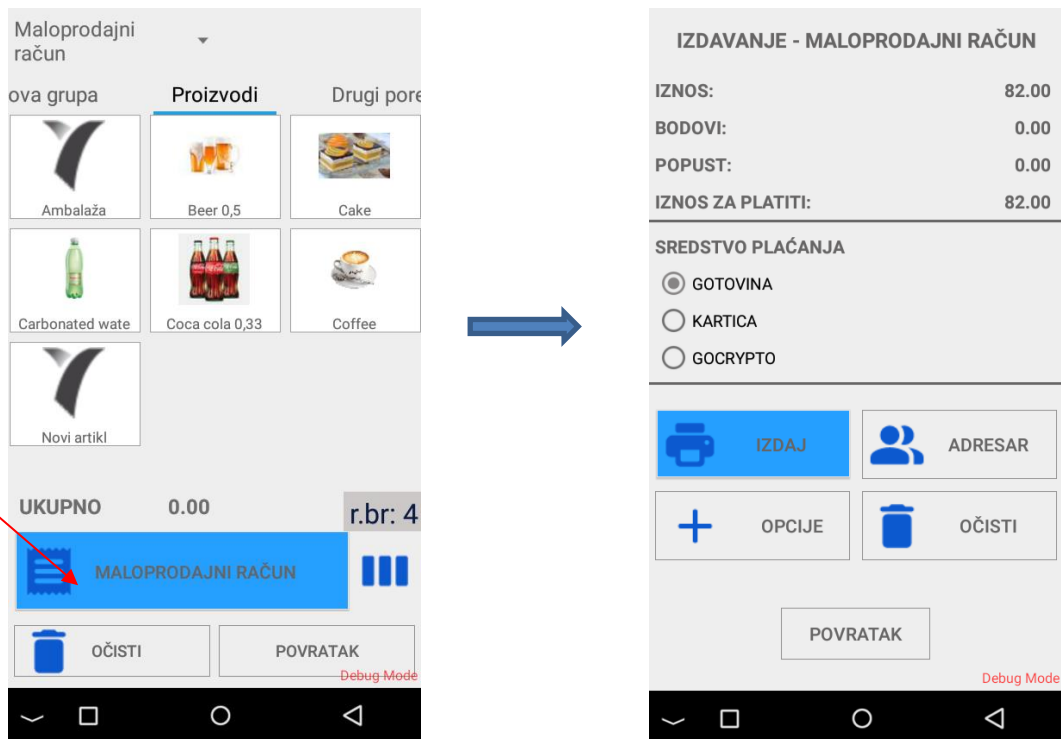 Maloprodajni
račun
ova grupa Proizvodi Drugi pore
Ambalaža Beer 0,5 Cake
Carbonated wate Coca cola 0,33 Coffee
Novi artikl
UKUPNO 0.00 r.br: 4
MALOPRODAJNI RAČUN
OČISTI POVRATAK
Debug Mode
IZDAVANJE - MALOPRODAJNI RAČUN
IZNOS: 82.00
BODOVI: 0.00
POPUST: 0.00
IZNOS ZA PLATITI: 82.00
SREDSTVO PLAĆANJA
GOTOVINA
KARTICA
GOCRYPTO
IZDAJ ADRESAR
OPCIJE OČISTI
POVRATAK
Debug Mode